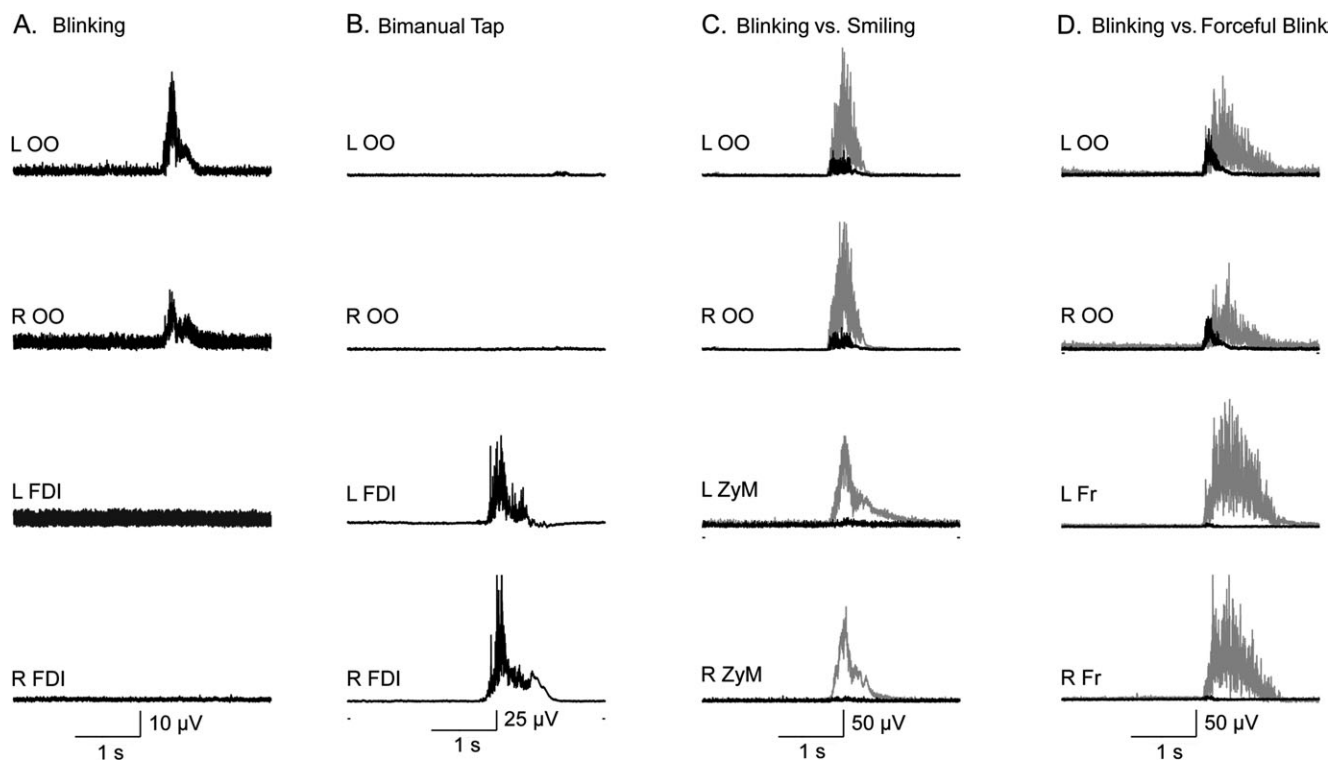 A. Blinking
L OO
R OO
L FDI
R FDI
10 µV
1 s
B. Bimanual Tap
L OO
R OO
L FDI
R FDI
25 µV
1 s
C. Blinking vs. Smiling
L OO
R OO
L ZyM
R ZyM
50 µV
1 s
D. Blinking vs. Forceful Blink
L OO
R OO
L Fr
R Fr
50 µV
1 s